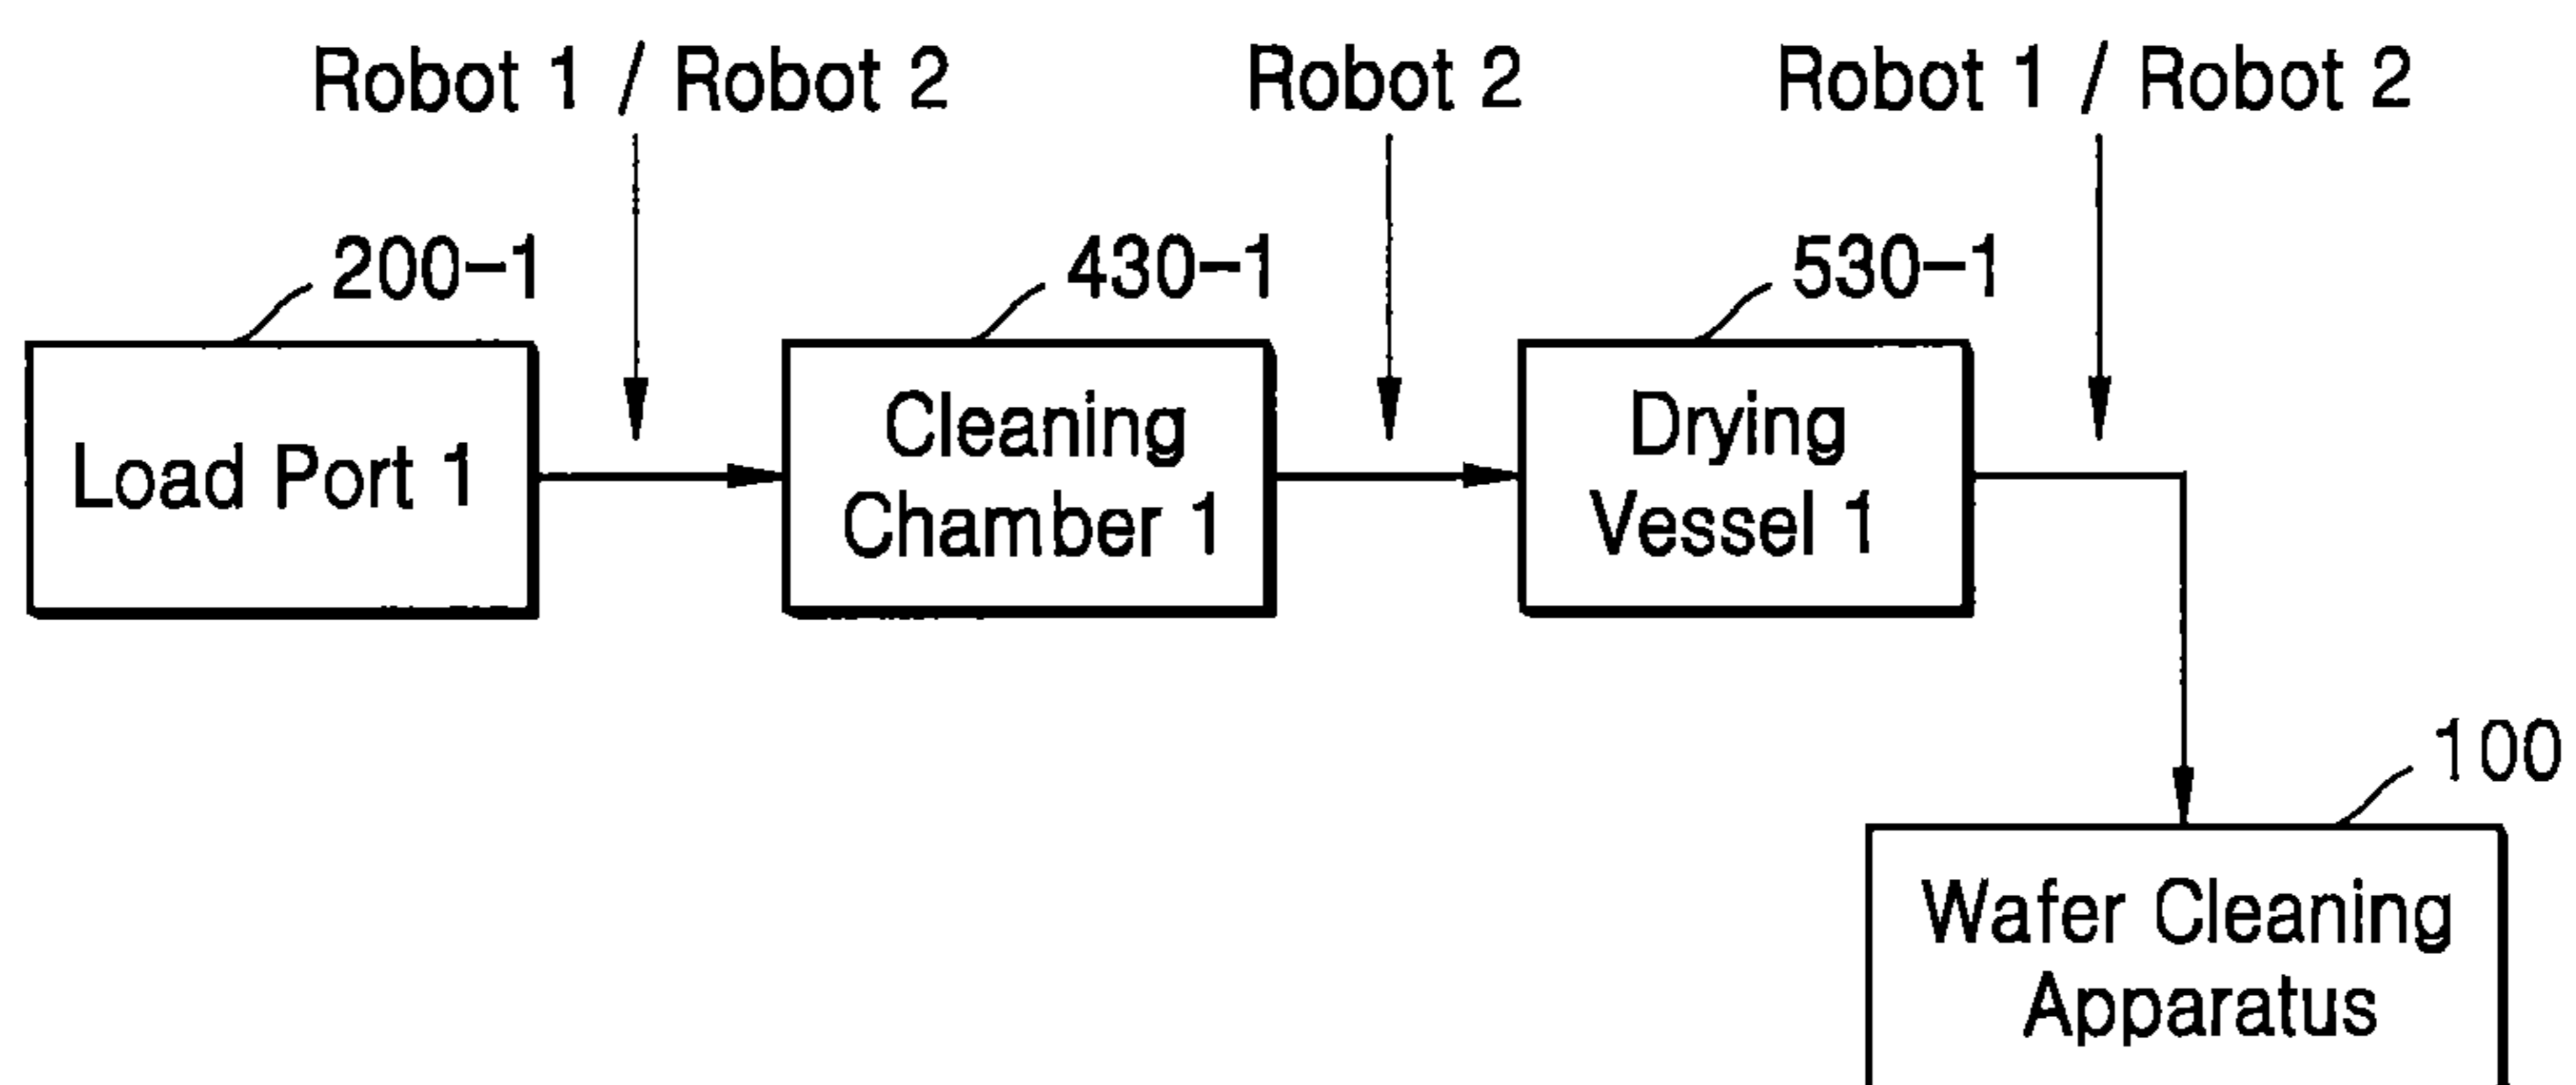 Robot 1 / Robot 2
Robot 2
Robot 1 / Robot 2
200-1
430-1
530-1
Load Port 1
Cleaning
Chamber 1
Drying
Vessel 1
100
Wafer Cleaning
Apparatus